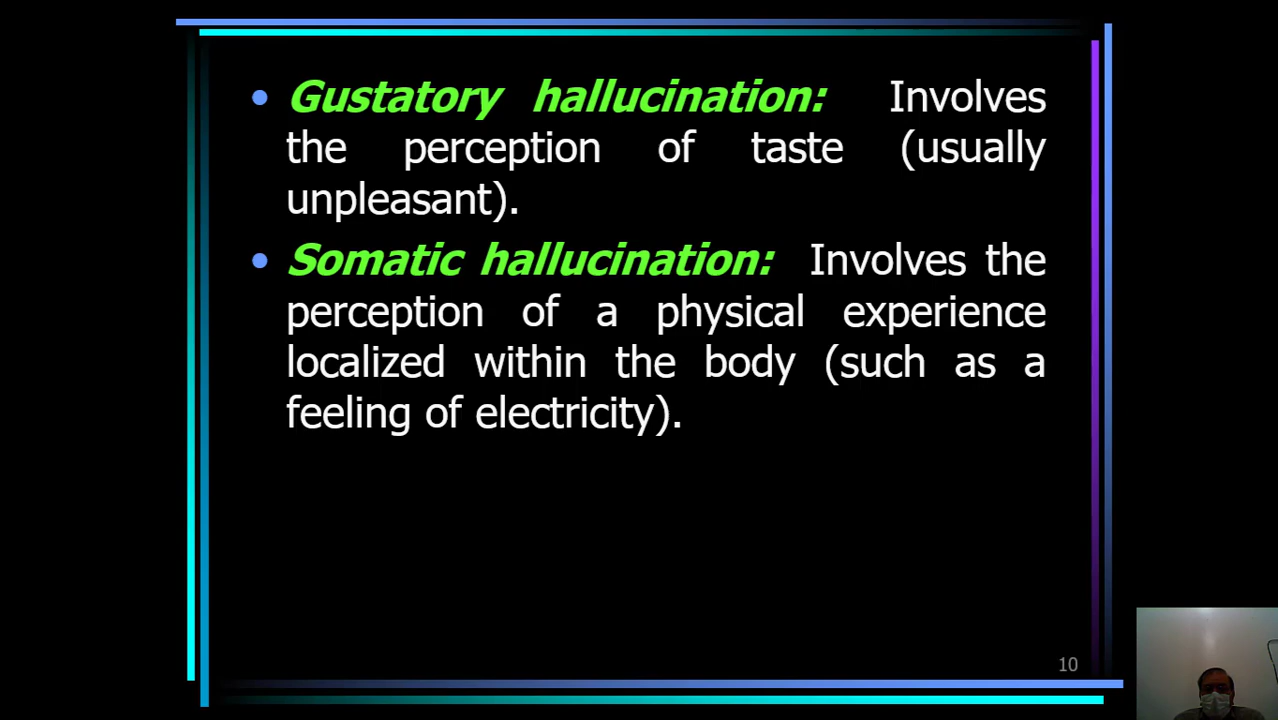 • Gustatory hallucination: Involves
the perception of taste (usually
unpleasant).
• Somatic hallucination: Involves the
perception of a physical experience
localized within the body (such as a
feeling of electricity).
10